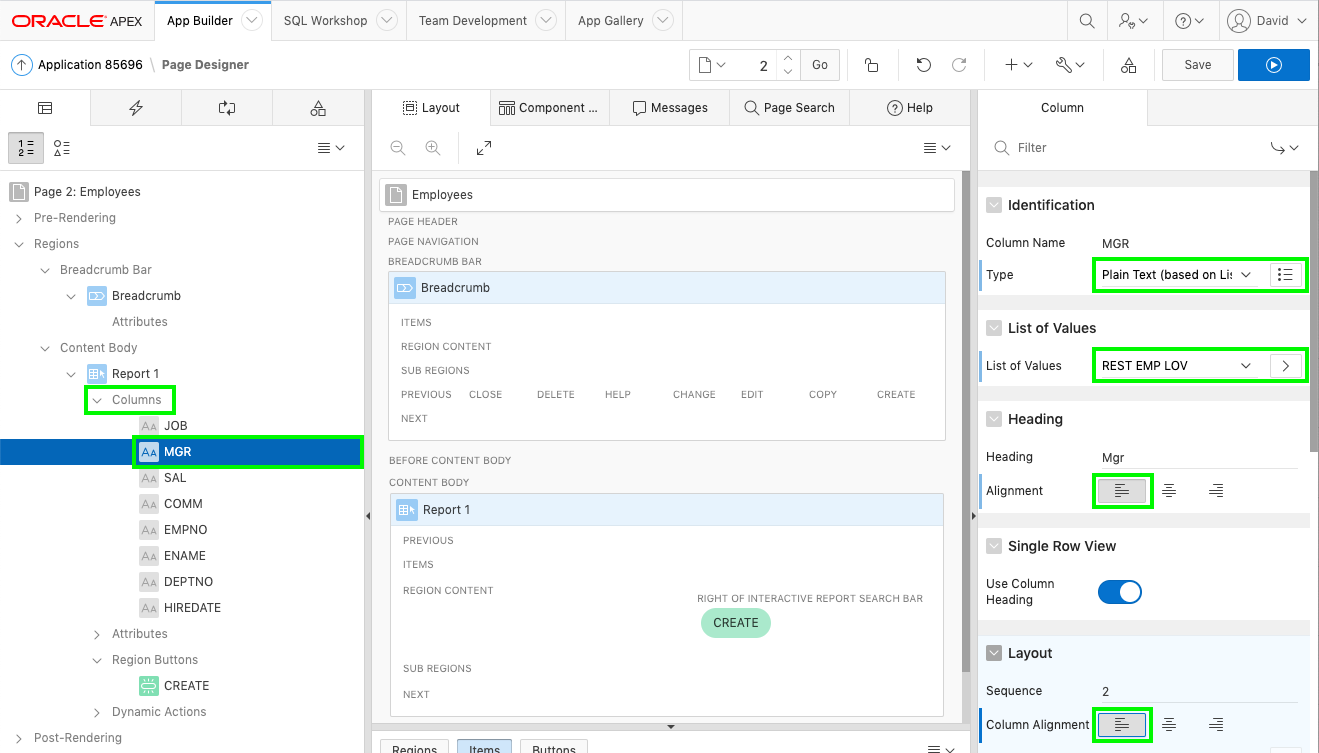 ORACLE APEX App Builder SQL Workshop Team Development App Gallery David
Application 85696 \ Page Designer 2 Go Save
Layout Component ... Messages Page Search Help Column
Filter
Page 2: Employees
Pre-Rendering
Regions
Breadcrumb Bar
Breadcrumb
Attributes
Content Body
Report 1
Columns
JOB
MGR
SAL
COMM
EMPNO
ENAME
DEPTNO
HIREDATE
Attributes
Region Buttons
CREATE
Dynamic Actions
Post-Rendering
Employees
PAGE HEADER
PAGE NAVIGATION
BREADCRUMB BAR
Breadcrumb
ITEMS
REGION CONTENT
SUB REGIONS
PREVIOUS CLOSE DELETE HELP CHANGE EDIT COPY CREATE
NEXT
BEFORE CONTENT BODY
CONTENT BODY
Report 1
PREVIOUS
ITEMS
REGION CONTENT
RIGHT OF INTERACTIVE REPORT SEARCH BAR
CREATE
SUB REGIONS
NEXT
Regions Items Buttons
Identification
Column Name MGR
Type Plain Text (based on Lis
List of Values
List of Values REST EMP LOV
Heading
Heading Mgr
Alignment
Single Row View
Use Column
Heading
Layout
Sequence 2
Column Alignment